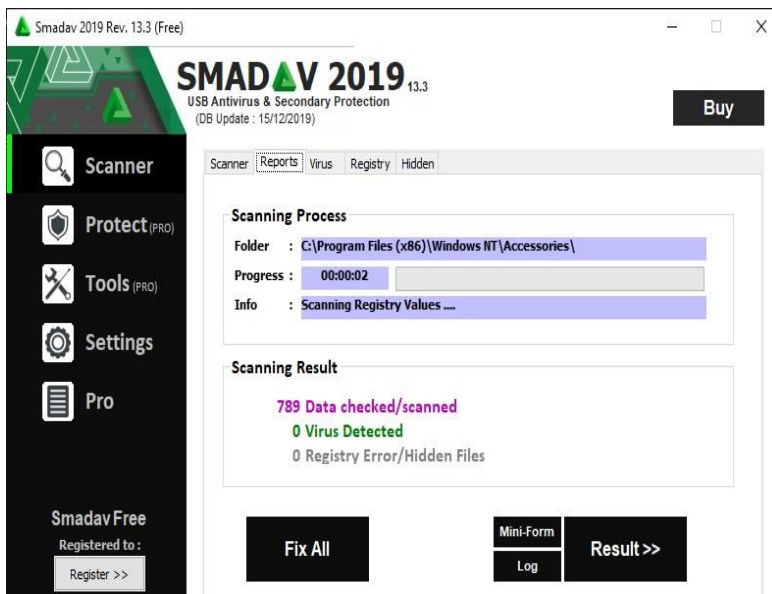 Smadav 2019 Rev. 13.3 (Free)
SMADAV 2019 13.3
USB Antivirus & Secondary Protection
(DB Update : 15/12/2019)
Buy
Scanner
Protect (PRO)
Tools (PRO)
Settings
Pro
Smadav Free
Registered to :
Register >>
Scanner Reports Virus Registry Hidden
Scanning Process
Folder : C:\Program Files (x86)\Windows NT\Accessories\
Progress : 00:00:02
Info : Scanning Registry Values ....
Scanning Result
789 Data checked/scanned
0 Virus Detected
0 Registry Error/Hidden Files
Fix All
Mini-Form
Log
Result >>